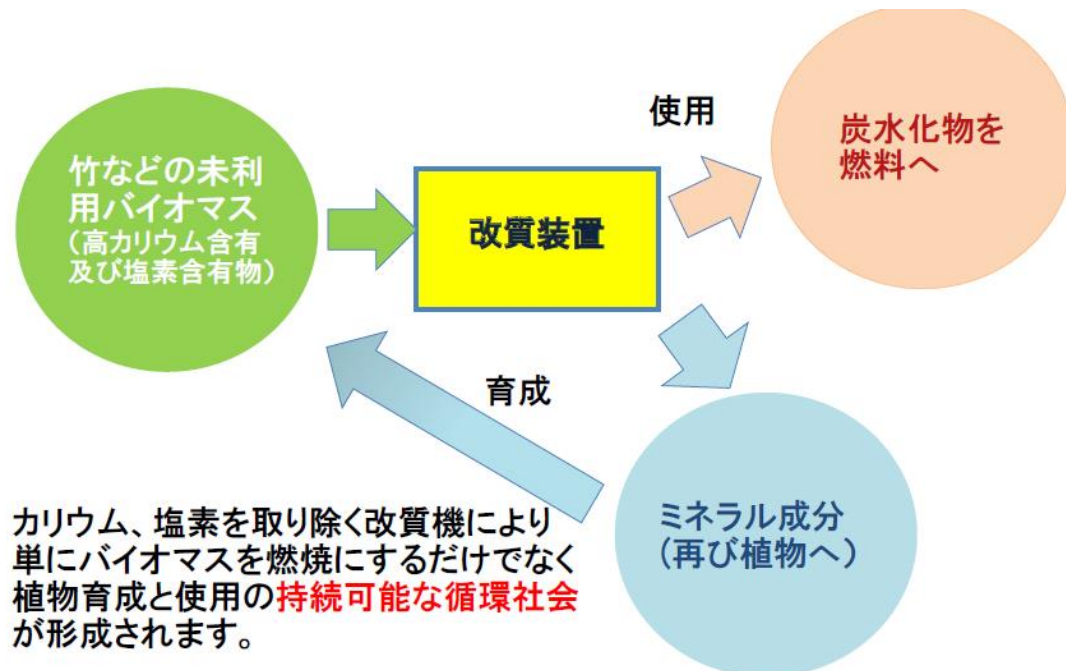 使用
炭水化物を
燃料へ
竹などの未利
用バイオマス
（高カリウム含有
及び塩素含有物）
改質装置
育成
ミネラル成分
（再び植物へ）
カリウム、塩素を取り除く改質機により
単にバイオマスを燃焼にするだけでなく
植物育成と使用の持続可能な循環社会
が形成されます。